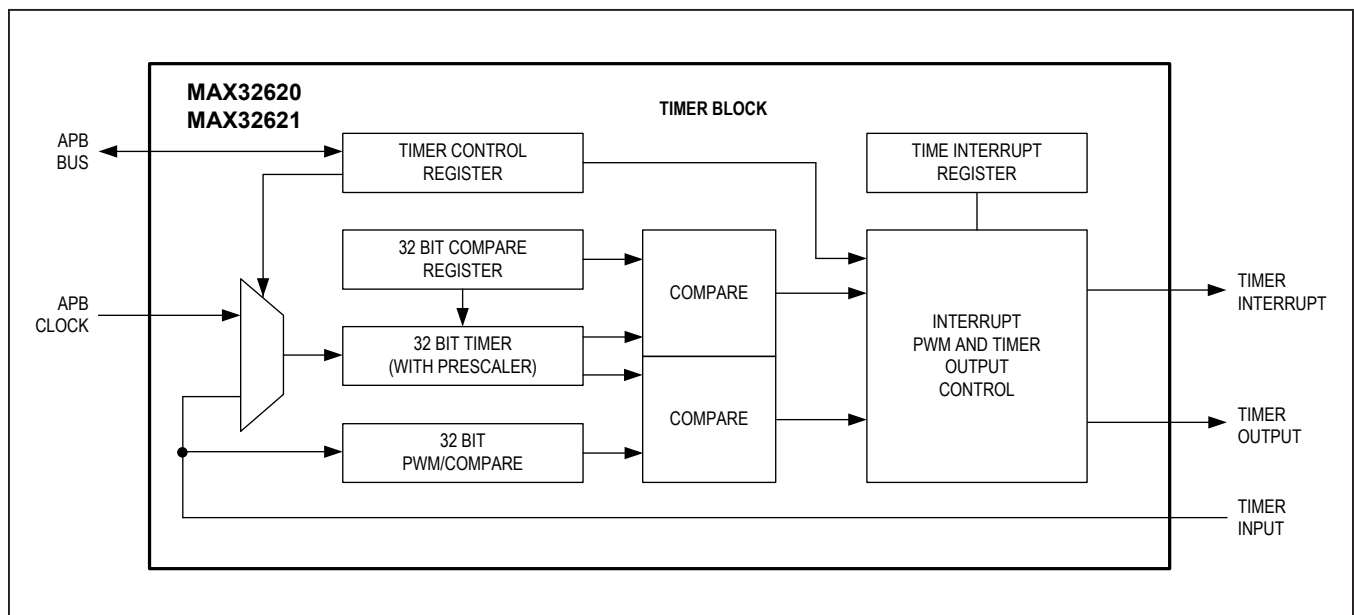 MAX32620
MAX32621
TIMER BLOCK
APB
BUS
TIMER CONTROL
REGISTER
TIME INTERRUPT
REGISTER
32 BIT COMPARE
REGISTER
COMPARE
APB
CLOCK
32 BIT TIMER
(WITH PRESCALER)
INTERRUPT
PWM AND TIMER
OUTPUT
CONTROL
TIMER
INTERRUPT
32 BIT
PWM/COMPARE
COMPARE
TIMER
OUTPUT
TIMER
INPUT